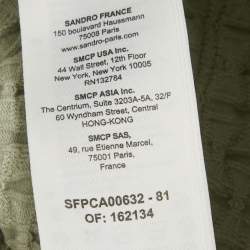 SANDRO FRANCE
150 boulevard Haussmann
75008 Paris
www.sandro-paris.com
SMCP USA Inc.
44 Wall Street, 12th Floor
New York, New York 10005
RN132784
SMCP ASIA Inc.
The Centrium, Suite 3203A-5A, 32/F
60 Wyndham Street, Central
HONG-KONG
SMCP SAS,
49, rue Etienne Marcel,
75001 Paris,
France
SFPCA00632 - 81
OF: 162134